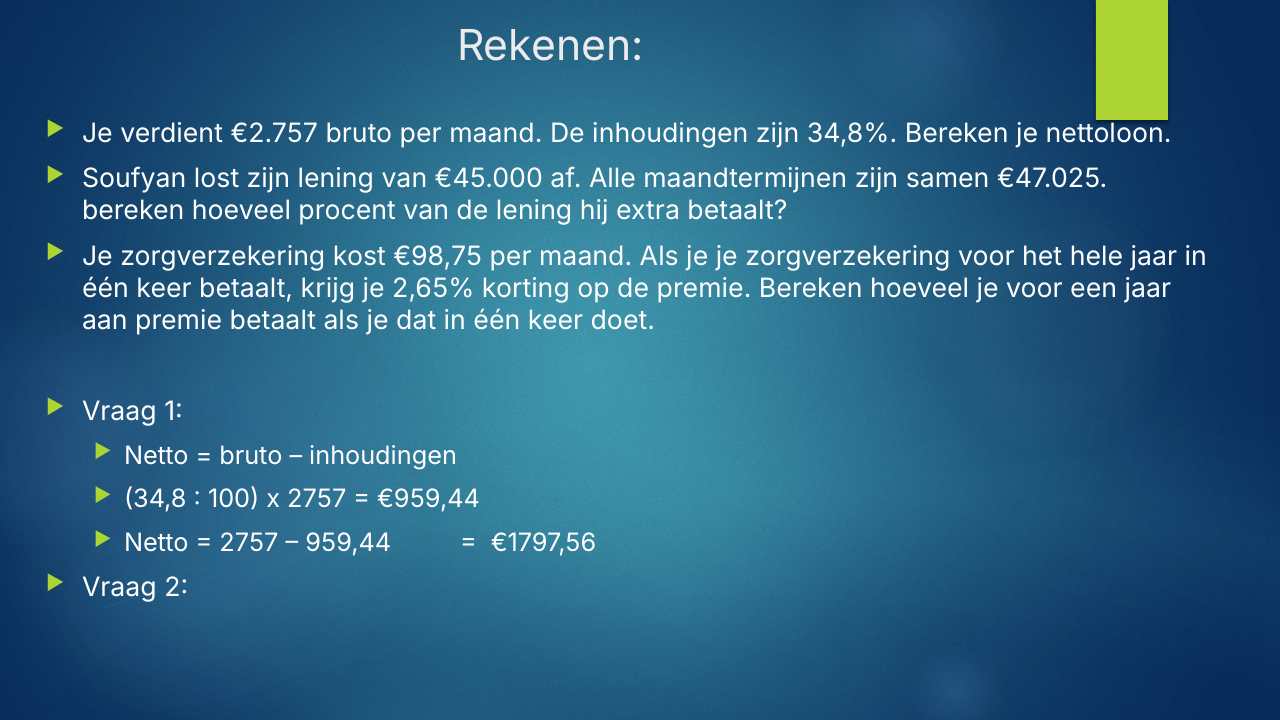 Rekenen:
Je verdient €2.757 bruto per maand. De inhoudingen zijn 34,8%. Bereken je nettoloon.
Soufyan lost zijn lening van €45.000 af. Alle maandtermijnen zijn samen €47.025.
bereken hoeveel procent van de lening hij extra betaalt?
Je zorgverzekering kost €98,75 per maand. Als je je zorgverzekering voor het hele jaar in
één keer betaalt, krijg je 2,65% korting op de premie. Bereken hoeveel je voor een jaar
aan premie betaalt als je dat in één keer doet.
Vraag 1:
Netto = bruto – inhoudingen
(34,8 : 100) x 2757 = €959,44
Netto = 2757 – 959,44 = €1797,56
Vraag 2: